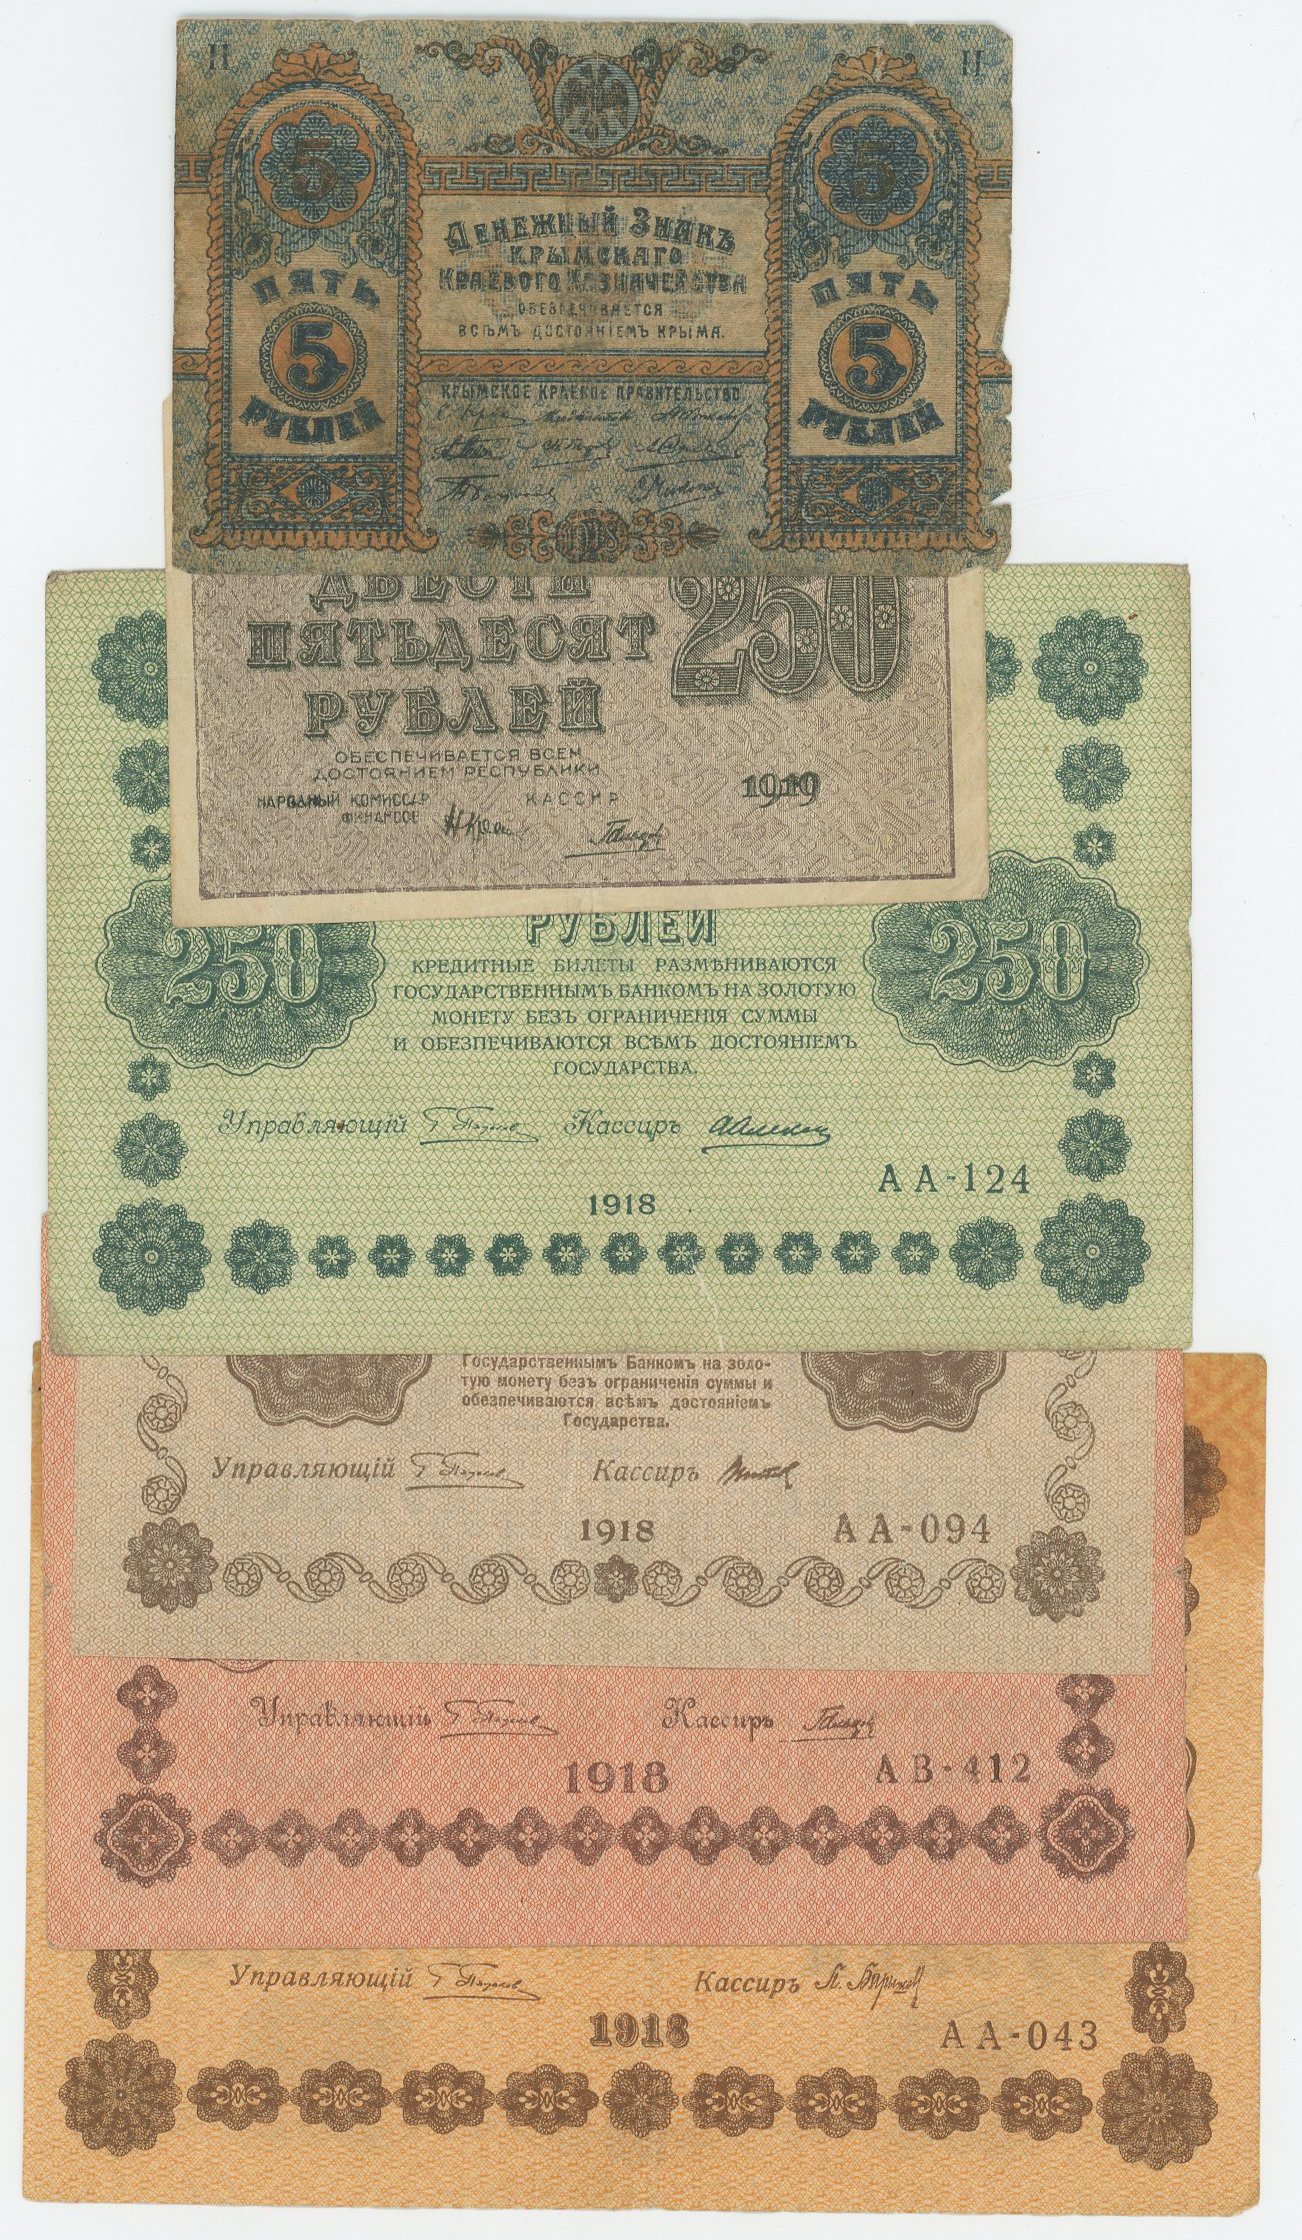 II II
5 5
Денежный Знакъ
Крымскаго
Краевого Казначейства
обезпечивается
всѣмъ достоянiемъ Крыма.
ПЯТЬ ПЯТЬ
5 5
РУБЛЕЙ РУБЛЕЙ
Крымское Краевое Правительство
1918
ДВЕСТИ
ПЯТЬДЕСЯТ 250
РУБЛЕЙ
ОБЕСПЕЧИВАЕТСЯ ВСЕМ
ДОСТОЯНИЕМ РЕСПУБЛИКИ
1919
НАРОДНЫЙ КОМИССАР КАССИР
ФИНАНСОВ
РУБЛЕЙ
250 250
КРЕДИТНЫЕ БИЛЕТЫ РАЗМѢНИВАЮТСЯ
ГОСУДАРСТВЕННЫМЪ БАНКОМЪ НА ЗОЛОТУЮ
МОНЕТУ БЕЗЪ ОГРАНИЧЕНIЯ СУММЫ
И ОБЕЗПЕЧИВАЮТСЯ ВСѢМЪ ДОСТОЯНIЕМЪ
ГОСУДАРСТВА.
Управляющiй Кассиръ
АА-124
1918
Государственнымъ Банкомъ на золо-
тую монету безъ ограниченiя суммы и
обезпечиваются всѣмъ достоянiемъ
Государства.
Управляющiй Кассиръ
1918 АА-094
Управляющiй Кассиръ
1918 АВ-412
Управляющiй Кассиръ
1918 АА-043